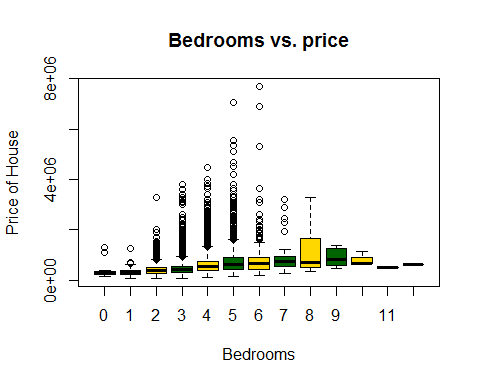 Bedrooms vs. price
8e+06
4e+06
0e+00
Price of House
0 1 2 3 4 5 6 7 8 9 11
Bedrooms